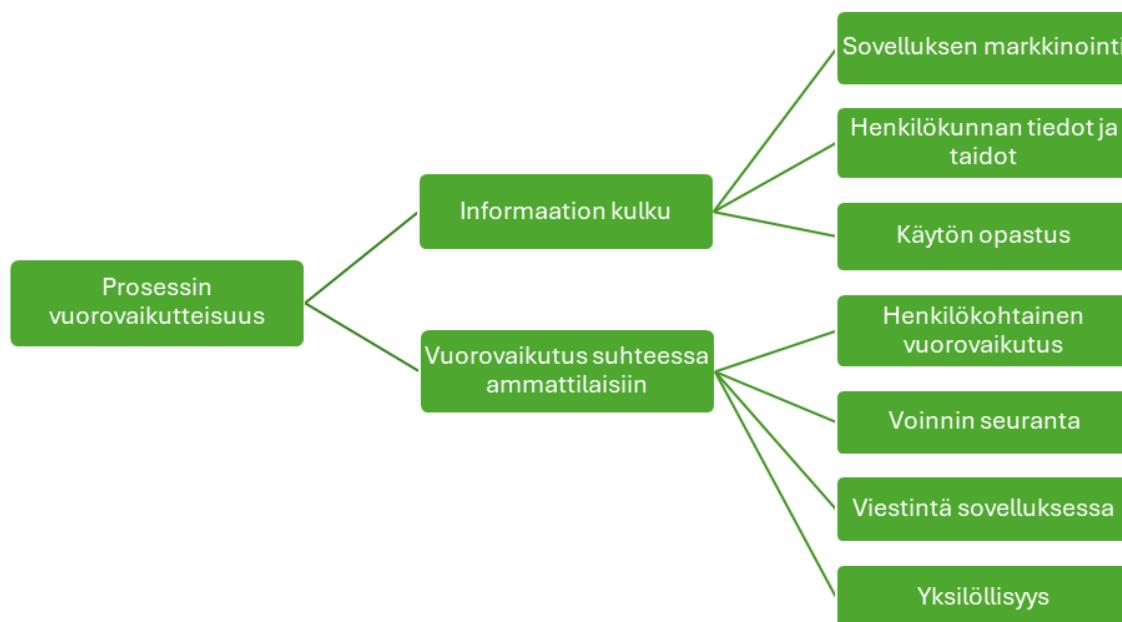 Prosessin
vuorovaikutteisuus
Informaation kulku
Vuorovaikutus suhteessa
ammattilaisiin
Sovelluksen markkinointi
Henkilökunnan tiedot ja
taidot
Käytön opastus
Henkilökohtainen
vuorovaikutus
Voinnin seuranta
Viestintä sovelluksessa
Yksilöllisyys